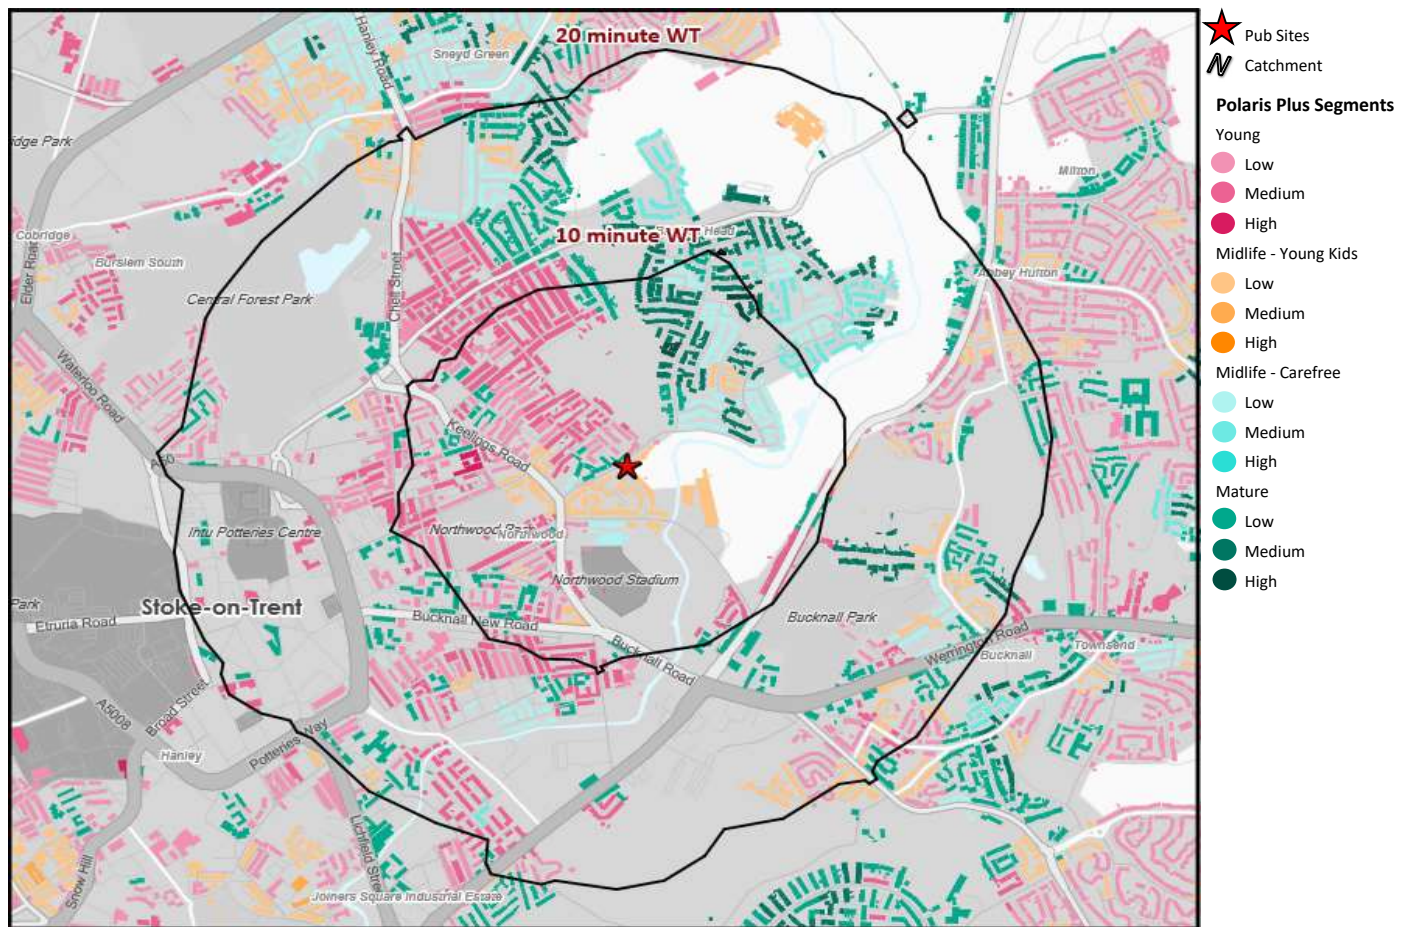 20 minute WT
Hanley Road
Sneyd Green
idge Park
Milton
Cobridge
Elder Road
Burslem South
10 minute WT
Head
Central Forest Park
Chell Street
Abbey Hulton
Waterloo Road
Keelings Road
A50
Intu Potteries Centre
Northwood Park
Northwood
Northwood Stadium
Park
Stoke-on-Trent
Etruria Road
Bucknall New Road
Bucknall Park
Bucknall Road
Werrington Road
Bucknall
Townsend
A5008
Broad Street
Hanley
Potteries Way
Lichfield Street
Snow Hill
Joiners Square Industrial Estate
Pub Sites
Catchment
Polaris Plus Segments
Young
Low
Medium
High
Midlife - Young Kids
Low
Medium
High
Midlife - Carefree
Low
Medium
High
Mature
Low
Medium
High